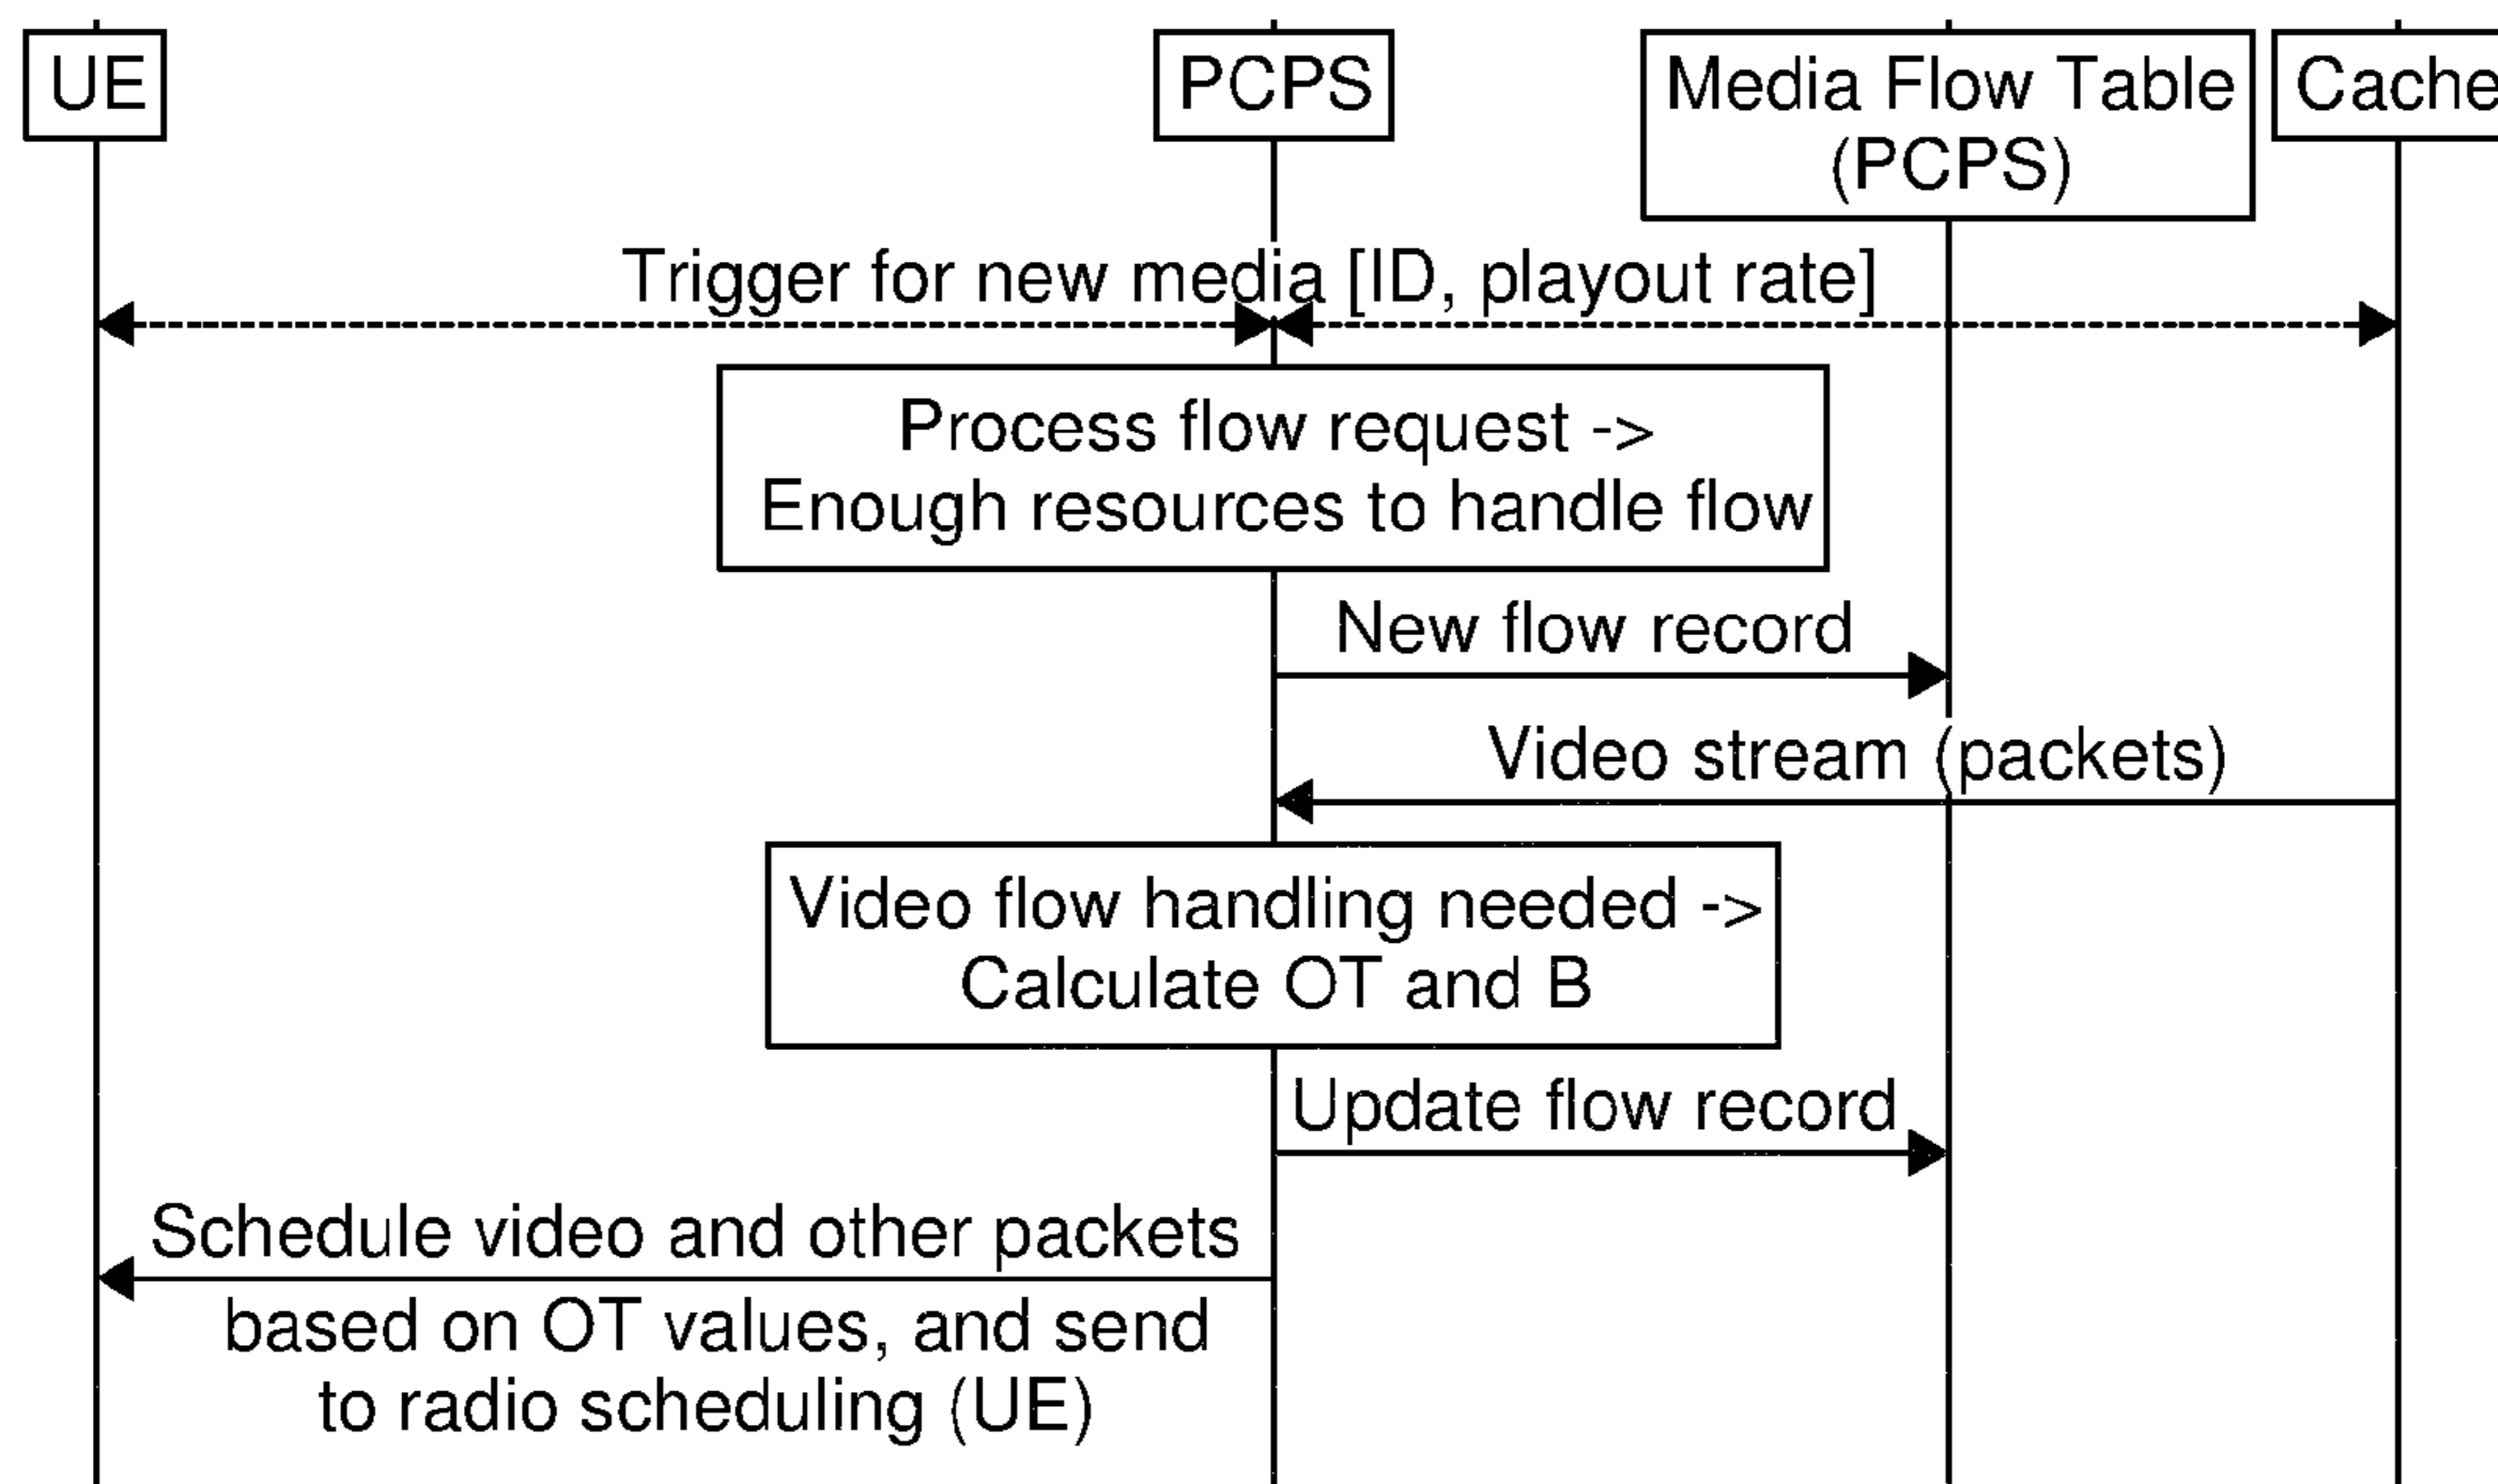 UE
PCPS
Media Flow Table
(PCPS)
Cache
Trigger for new media [ID, playout rate]
Process flow request ->
Enough resources to handle flow
New flow record
Video stream (packets)
Video flow handling needed ->
Calculate OT and B
Update flow record
Schedule video and other packets
based on OT values, and send
to radio scheduling (UE)